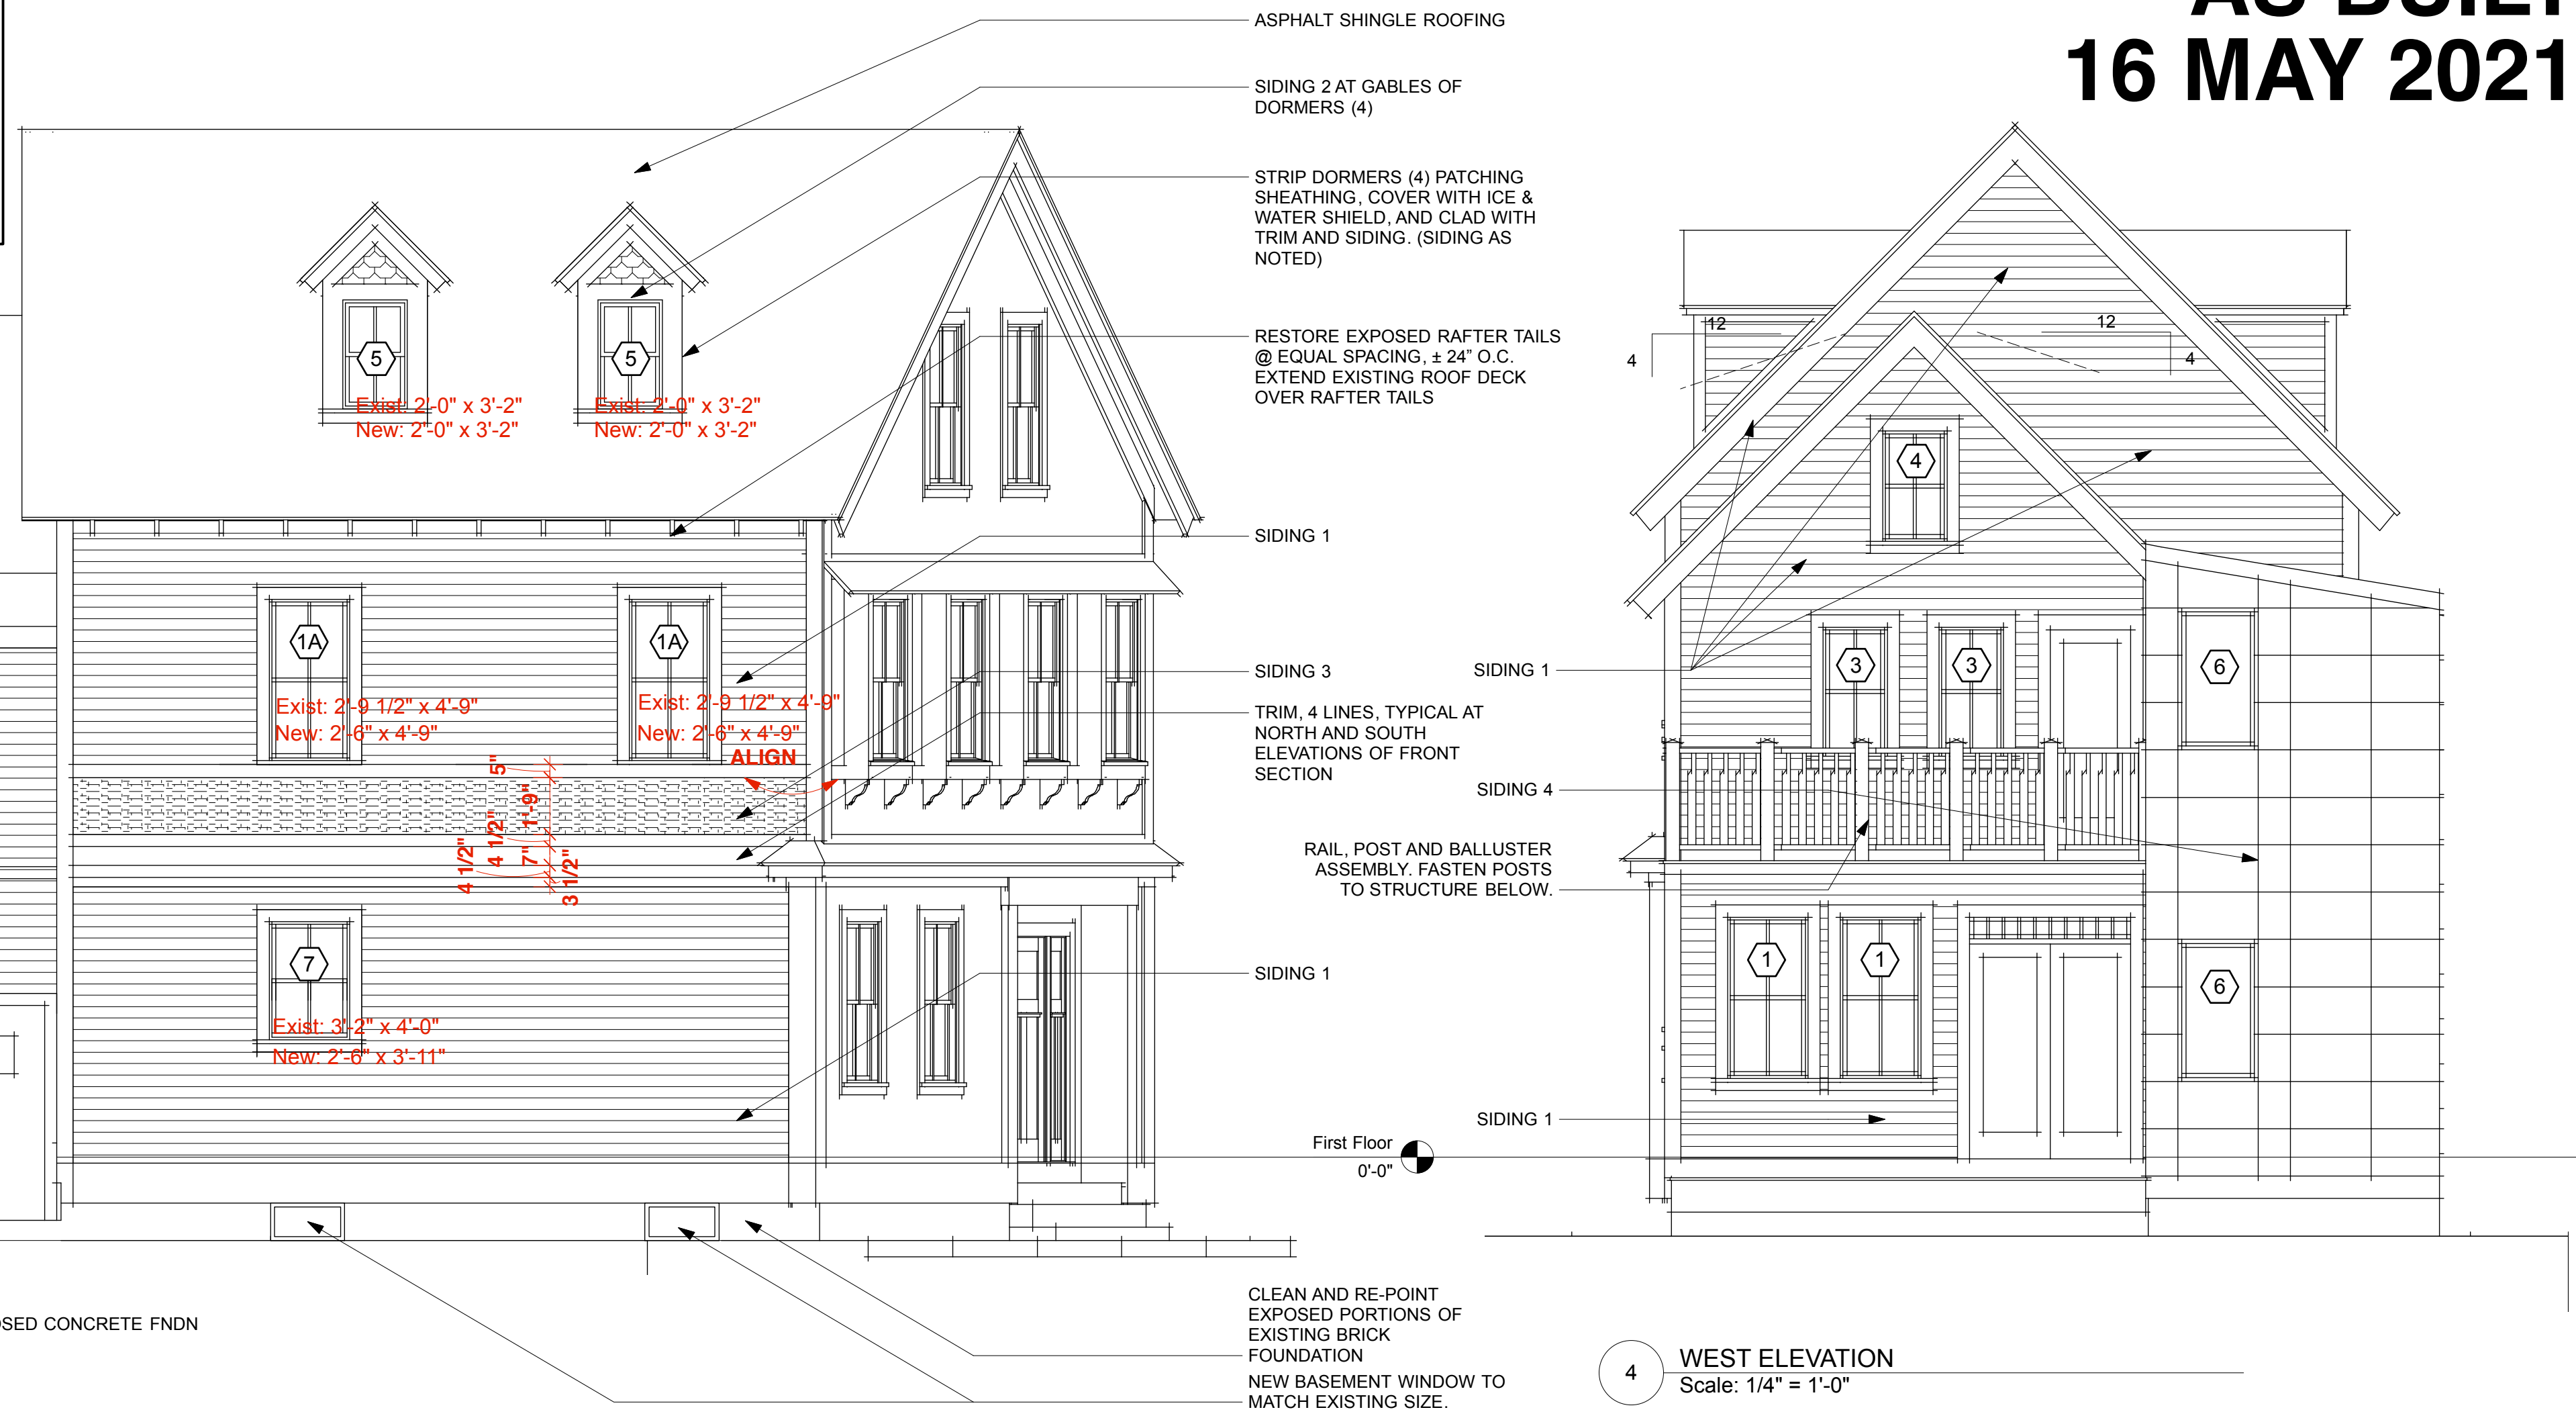 AS BUILT
16 MAY 2021
ASPHALT SHINGLE ROOFING
SIDING 2 AT GABLES OF
DORMERS (4)
STRIP DORMERS (4) PATCHING
SHEATHING, COVER WITH ICE &
WATER SHIELD, AND CLAD WITH
TRIM AND SIDING. (SIDING AS
NOTED)
RESTORE EXPOSED RAFTER TAILS
@ EQUAL SPACING, ± 24” O.C.
EXTEND EXISTING ROOF DECK
OVER RAFTER TAILS
SIDING 1
SIDING 3
TRIM, 4 LINES, TYPICAL AT
NORTH AND SOUTH
ELEVATIONS OF FRONT
SECTION
SIDING 1
CLEAN AND RE-POINT
EXPOSED PORTIONS OF
EXISTING BRICK
FOUNDATION
NEW BASEMENT WINDOW TO
MATCH EXISTING SIZE.
5
5
Exist: 2'-0" x 3'-2"
New: 2'-0" x 3'-2"
Exist: 2'-0" x 3'-2"
New: 2'-0" x 3'-2"
1A
1A
Exist: 2'-9 1/2" x 4'-9"
New: 2'-6" x 4'-9"
Exist: 2'-9 1/2" x 4'-9"
New: 2'-6" x 4'-9"
ALIGN
5"
1'-9"
4 1/2"
7"
4 1/2"
3 1/2"
7
Exist: 3'-2" x 4'-0"
New: 2'-6" x 3'-11"
OSED CONCRETE FNDN
First Floor
0'-0"
12
4
12
4
4
3
3
6
SIDING 1
SIDING 4
RAIL, POST AND BALLUSTER
ASSEMBLY. FASTEN POSTS
TO STRUCTURE BELOW.
1
1
6
SIDING 1
4
WEST ELEVATION
Scale: 1/4" = 1'-0"